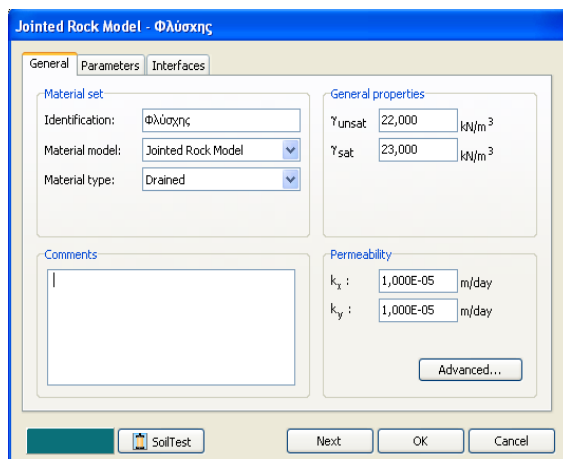 Jointed Rock Model - Φλύσχης
General Parameters Interfaces
Material set
Identification: Φλύσχης
Material model: Jointed Rock Model
Material type: Drained
General properties
γunsat 22,000 kN/m³
γsat 23,000 kN/m³
Comments
Permeability
kx : 1,000E-05 m/day
ky : 1,000E-05 m/day
Advanced...
SoilTest Next OK Cancel